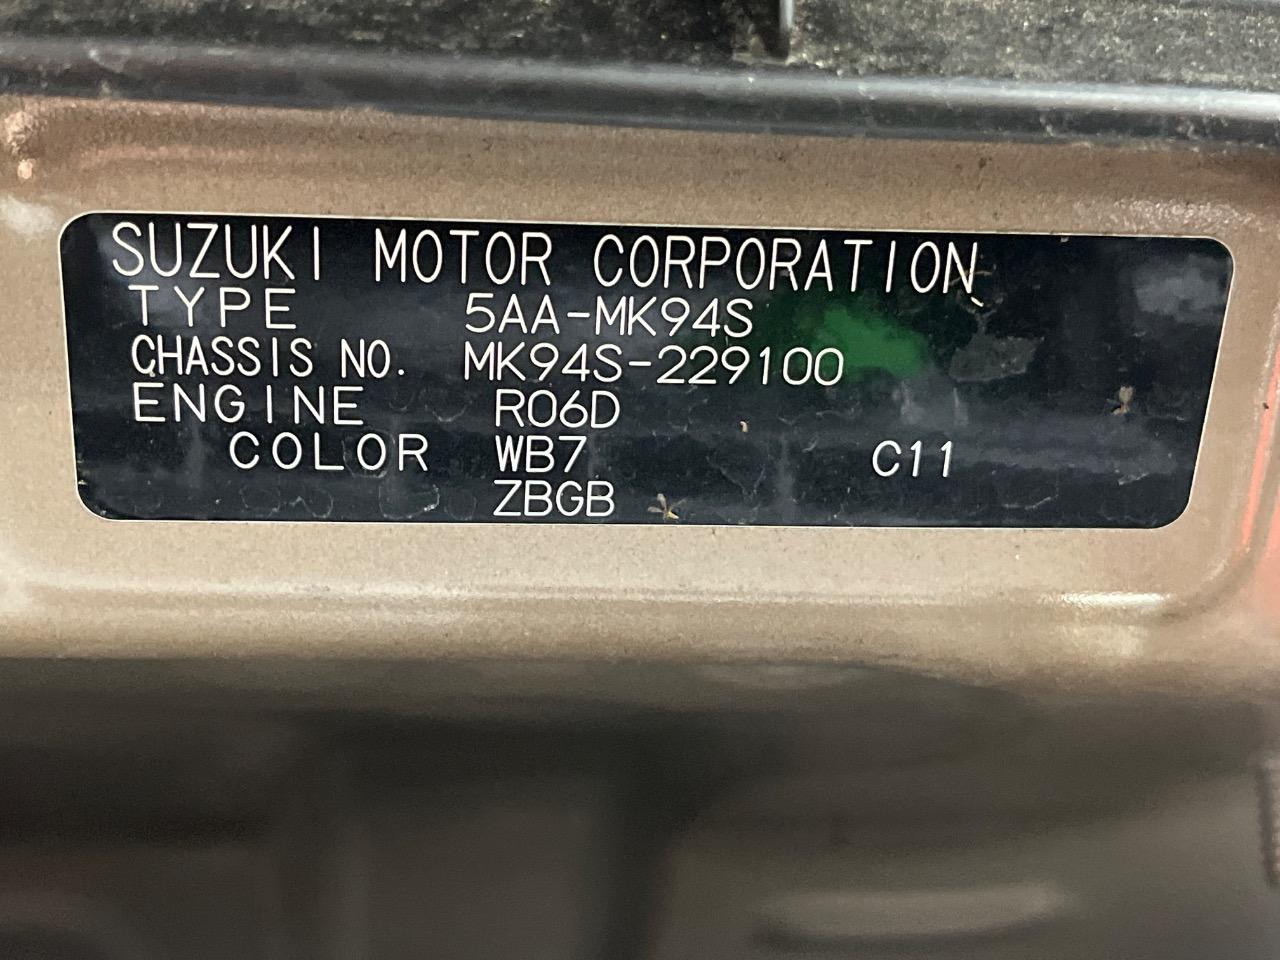 SUZUKI MOTOR CORPORATION
TYPE 5AA-MK94S
CHASSIS NO. MK94S-229100
ENGINE R06D
COLOR WB7 C11
ZBGB